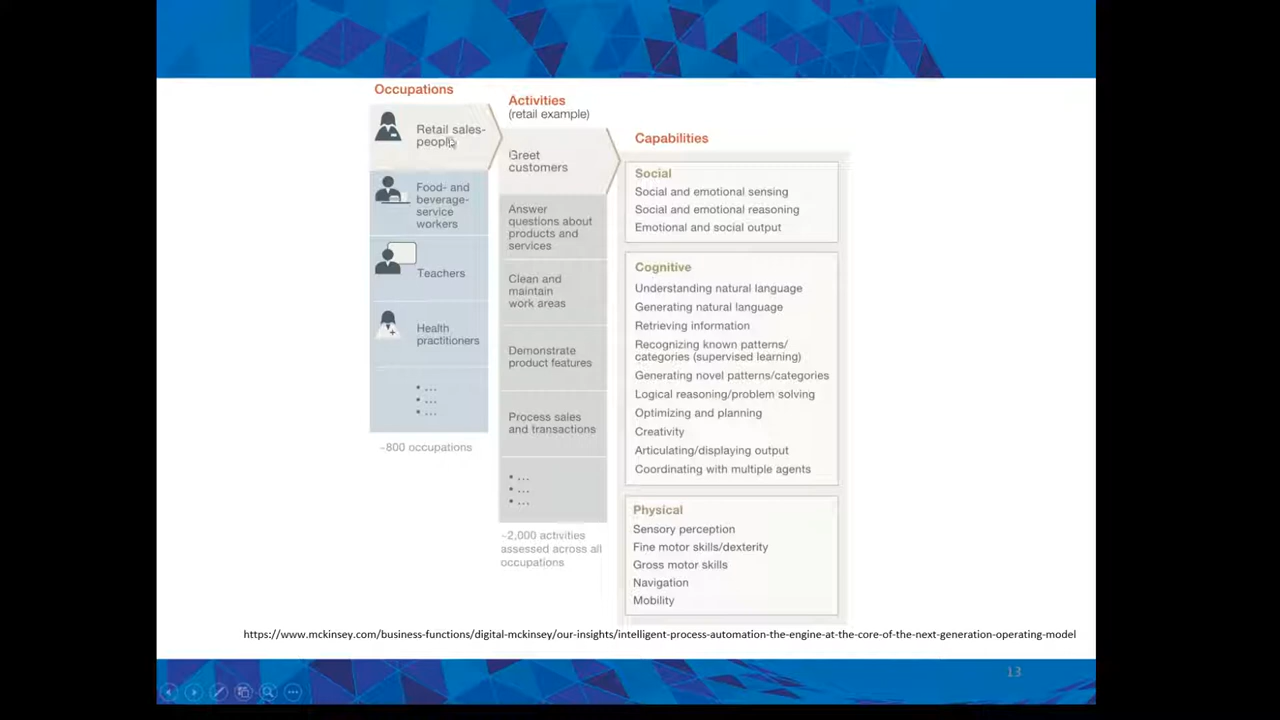 Occupations
Retail sales-
people
Food- and
beverage-
service
workers
Teachers
Health
practitioners
• ...
• ...
• ...
~800 occupations
Activities
(retail example)
Greet
customers
Answer
questions about
products and
services
Clean and
maintain
work areas
Demonstrate
product features
Process sales
and transactions
• ...
• ...
• ...
~2,000 activities
assessed across all
occupations
Capabilities
Social
Social and emotional sensing
Social and emotional reasoning
Emotional and social output
Cognitive
Understanding natural language
Generating natural language
Retrieving information
Recognizing known patterns/
categories (supervised learning)
Generating novel patterns/categories
Logical reasoning/problem solving
Optimizing and planning
Creativity
Articulating/displaying output
Coordinating with multiple agents
Physical
Sensory perception
Fine motor skills/dexterity
Gross motor skills
Navigation
Mobility
https://www.mckinsey.com/business-functions/digital-mckinsey/our-insights/intelligent-process-automation-the-engine-at-the-core-of-the-next-generation-operating-model
13